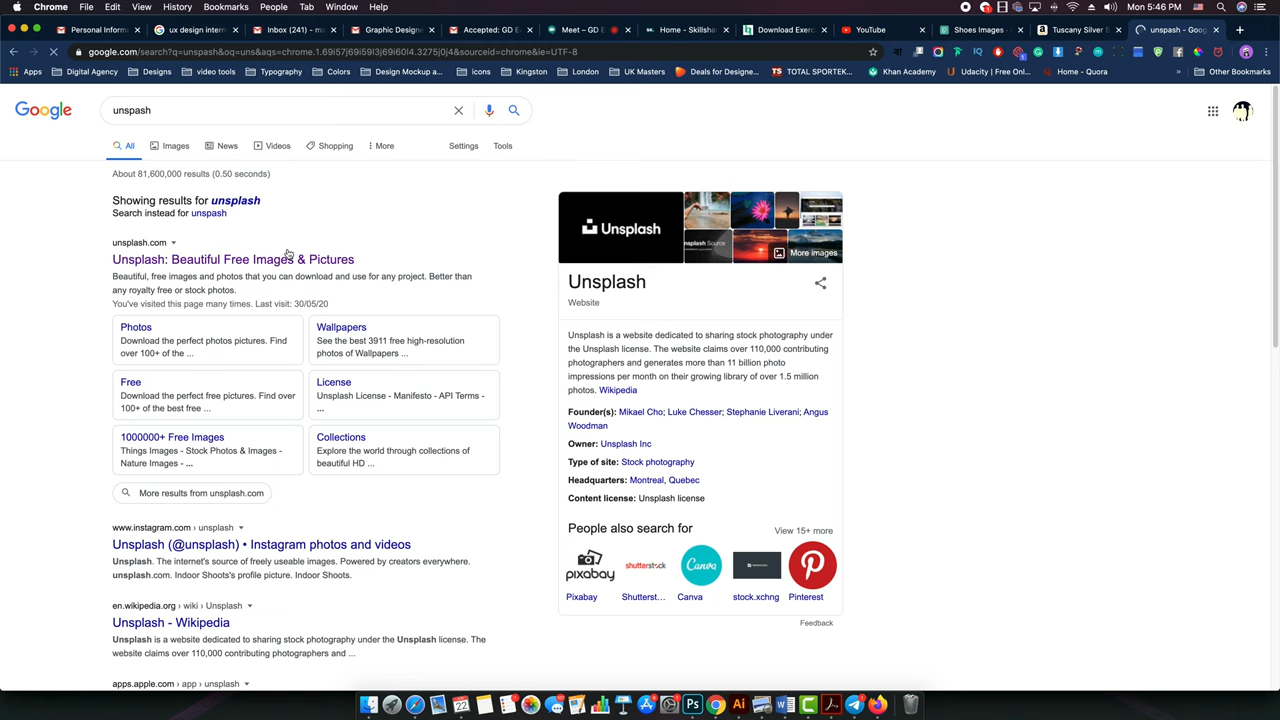 Chrome File Edit View History Bookmarks People Tab Window Help
Mon 5:46 PM
Personal Inform
ux design intern
Inbox (241) - m
Graphic Designe
Accepted: GD E
Meet – GD E
Home - Skillsha
Download Exerc
YouTube
Shoes Images -
Tuscany Silver S
unspash - Goog
google.com/search?q=unspash&oq=uns&aqs=chrome.1.69i57j69i59l3j69i60l4.3275j0j4&sourceid=chrome&ie=UTF-8
Apps Digital Agency Designs video tools Typography Colors Design Mockup a... icons Kingston London UK Masters Deals for Designe... TOTAL SPORTEK... Khan Academy Udacity | Free Onl... Home - Quora » Other Bookmarks
Google
unspash
All Images News Videos Shopping More Settings Tools
About 81,600,000 results (0.50 seconds)
Showing results for unsplash
Search instead for unspash
unsplash.com
Unsplash: Beautiful Free Images & Pictures
Beautiful, free images and photos that you can download and use for any project. Better than
any royalty free or stock photos.
You've visited this page many times. Last visit: 30/05/20
Photos
Download the perfect photos pictures. Find
over 100+ of the ...
Wallpapers
See the best 3911 free high-resolution
photos of Wallpapers ...
Free
Download the perfect free pictures. Find over
100+ of the best free ...
License
Unsplash License - Manifesto - API Terms -
...
1000000+ Free Images
Things Images - Stock Photos & Images -
Nature Images - ...
Collections
Explore the world through collections of
beautiful HD ...
More results from unsplash.com
www.instagram.com › unsplash
Unsplash (@unsplash) • Instagram photos and videos
Unsplash. The internet's source of freely useable images. Powered by creators everywhere.
unsplash.com. Indoor Shoots's profile picture. Indoor Shoots.
en.wikipedia.org › wiki › Unsplash
Unsplash - Wikipedia
Unsplash is a website dedicated to sharing stock photography under the Unsplash license. The
website claims over 110,000 contributing photographers and ...
apps.apple.com › app › unsplash
Unsplash
nsplash Source
More images
Unsplash
Website
Unsplash is a website dedicated to sharing stock photography under
the Unsplash license. The website claims over 110,000 contributing
photographers and generates more than 11 billion photo
impressions per month on their growing library of over 1.5 million
photos. Wikipedia
Founder(s): Mikael Cho; Luke Chesser; Stephanie Liverani; Angus
Woodman
Owner: Unsplash Inc
Type of site: Stock photography
Headquarters: Montreal, Quebec
Content license: Unsplash license
People also search for
View 15+ more
pixabay
shutterstock
Canva
Pixabay Shutterst... Canva stock.xchng Pinterest
Feedback
22
Ps
Ai